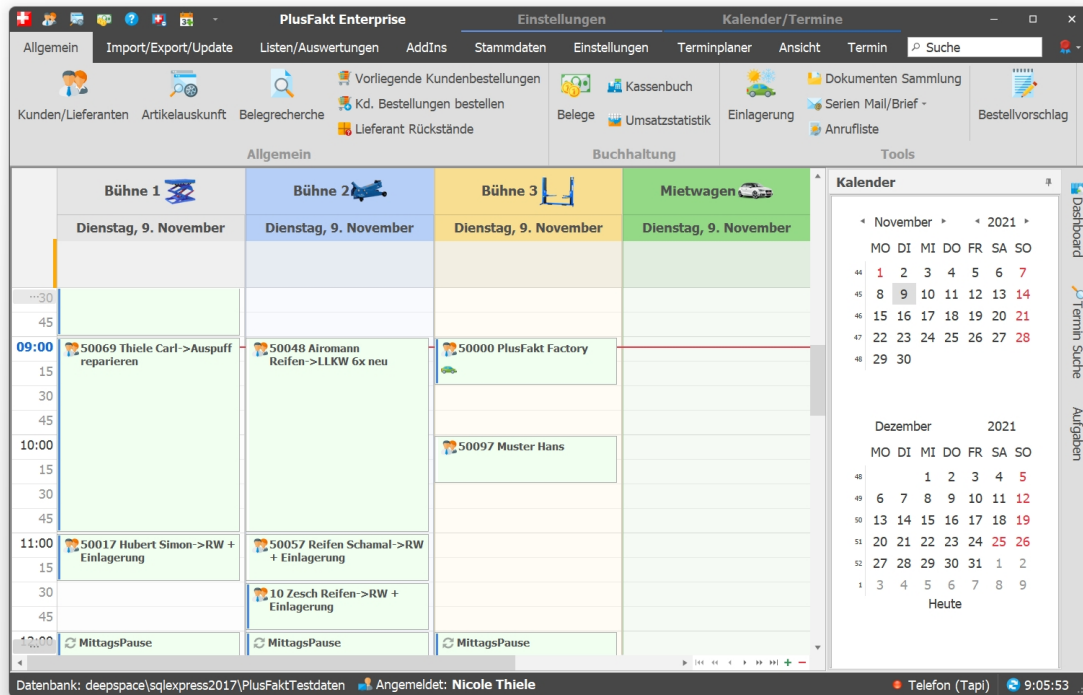 PlusFakt Enterprise
Einstellungen
Kalender/Termine
Allgemein Import/Export/Update Listen/Auswertungen AddIns Stammdaten Einstellungen Terminplaner Ansicht Termin Suche
Kunden/Lieferanten Artikelauskunft Belegrecherche
Vorliegende Kundenbestellungen
Kd. Bestellungen bestellen
Lieferant Rückstände
Allgemein
Belege
Kassenbuch
Umsatzstatistik
Buchhaltung
Einlagerung
Dokumenten Sammlung
Serien Mail/Brief
Anrufliste
Bestellvorschlag
Tools
Bühne 1 Bühne 2 Bühne 3 Mietwagen
Dienstag, 9. November Dienstag, 9. November Dienstag, 9. November Dienstag, 9. November
30
45
09:00
15
30
45
10:00
15
30
45
11:00
15
30
45
12:00
50069 Thiele Carl->Auspuff
reparieren
50017 Hubert Simon->RW +
Einlagerung
MittagsPause
50048 Airomann
Reifen->LLKW 6x neu
50057 Reifen Schamal->RW
+ Einlagerung
10 Zesch Reifen->RW +
Einlagerung
MittagsPause
50000 PlusFakt Factory
50097 Muster Hans
MittagsPause
Kalender
November 2021
MO DI MI DO FR SA SO
44 1 2 3 4 5 6 7
45 8 9 10 11 12 13 14
46 15 16 17 18 19 20 21
47 22 23 24 25 26 27 28
48 29 30
Dezember 2021
MO DI MI DO FR SA SO
48 1 2 3 4 5
49 6 7 8 9 10 11 12
50 13 14 15 16 17 18 19
51 20 21 22 23 24 25 26
52 27 28 29 30 31 1 2
1 3 4 5 6 7 8 9
Heute
Dashboard
Termin Suche
Aufgaben
Datenbank: deepspace\sqlexpress2017\PlusFaktTestdaten Angemeldet: Nicole Thiele Telefon (Tapi) 9:05:53